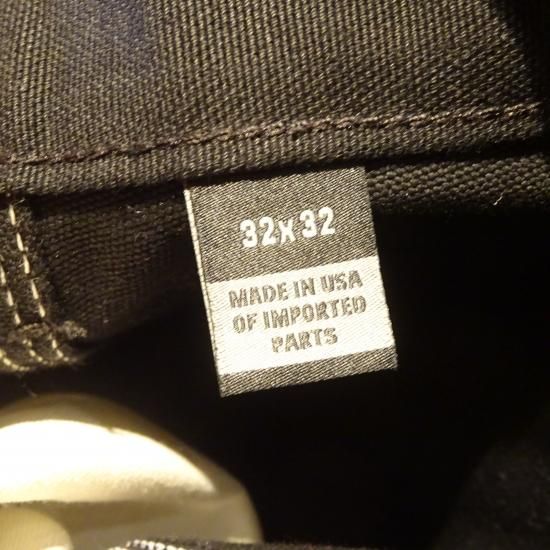 32x32
MADE IN USA
OF IMPORTED
PARTS